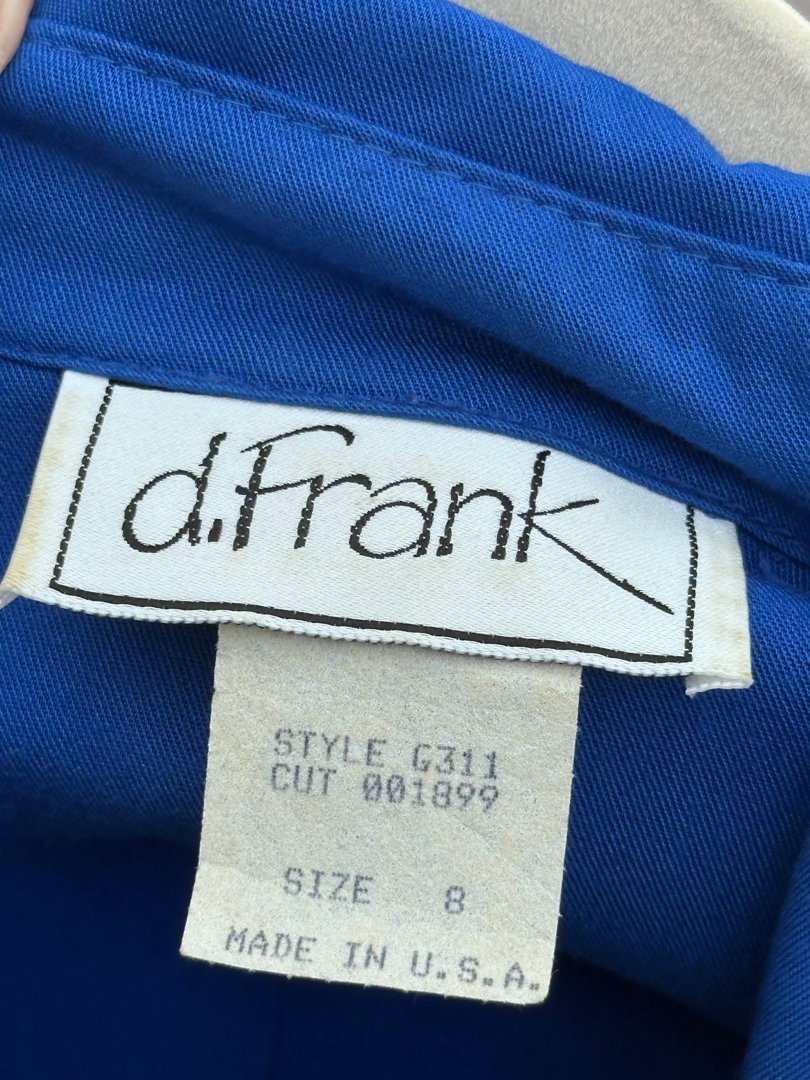 d.Frank
STYLE G311
CUT 001899
SIZE 8
MADE IN U.S.A.